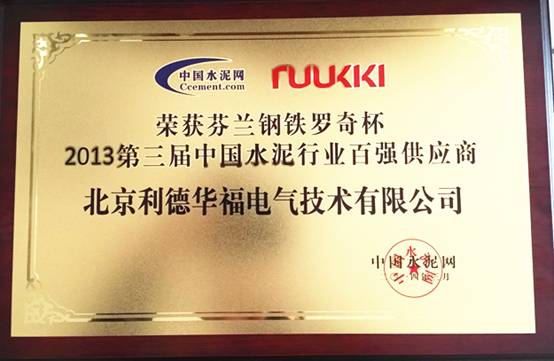 中国水泥网
Ccement.com
RUUKKI
荣获芬兰钢铁罗奇杯
2013第三届中国水泥行业百强供应商
北京利德华福电气技术有限公司
中国水泥网